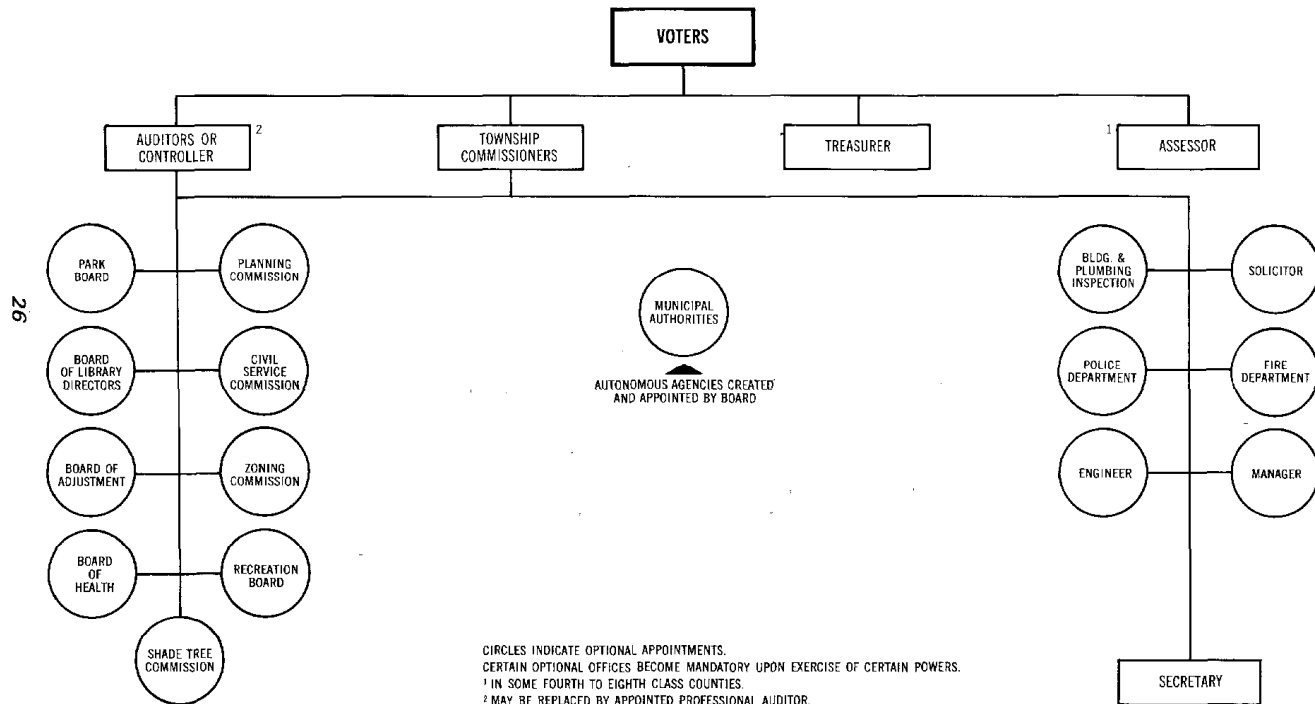 VOTERS
AUDITORS OR
CONTROLLER
2
TOWNSHIP
COMMISSIONERS
TREASURER
1
ASSESSOR
PARK
BOARD
PLANNING
COMMISSION
BOARD
OF LIBRARY
DIRECTORS
CIVIL
SERVICE
COMMISSION
BOARD OF
ADJUSTMENT
ZONING
COMMISSION
BOARD
OF
HEALTH
RECREATION
BOARD
SHADE TREE
COMMISSION
MUNICIPAL
AUTHORITIES
AUTONOMOUS AGENCIES CREATED
AND APPOINTED BY BOARD
BLDG. &
PLUMBING
INSPECTION
SOLICITOR
POLICE
DEPARTMENT
FIRE
DEPARTMENT
ENGINEER
MANAGER
SECRETARY
CIRCLES INDICATE OPTIONAL APPOINTMENTS.
CERTAIN OPTIONAL OFFICES BECOME MANDATORY UPON EXERCISE OF CERTAIN POWERS.
1 IN SOME FOURTH TO EIGHTH CLASS COUNTIES.
2 MAY BE REPLACED BY APPOINTED PROFESSIONAL AUDITOR.
26